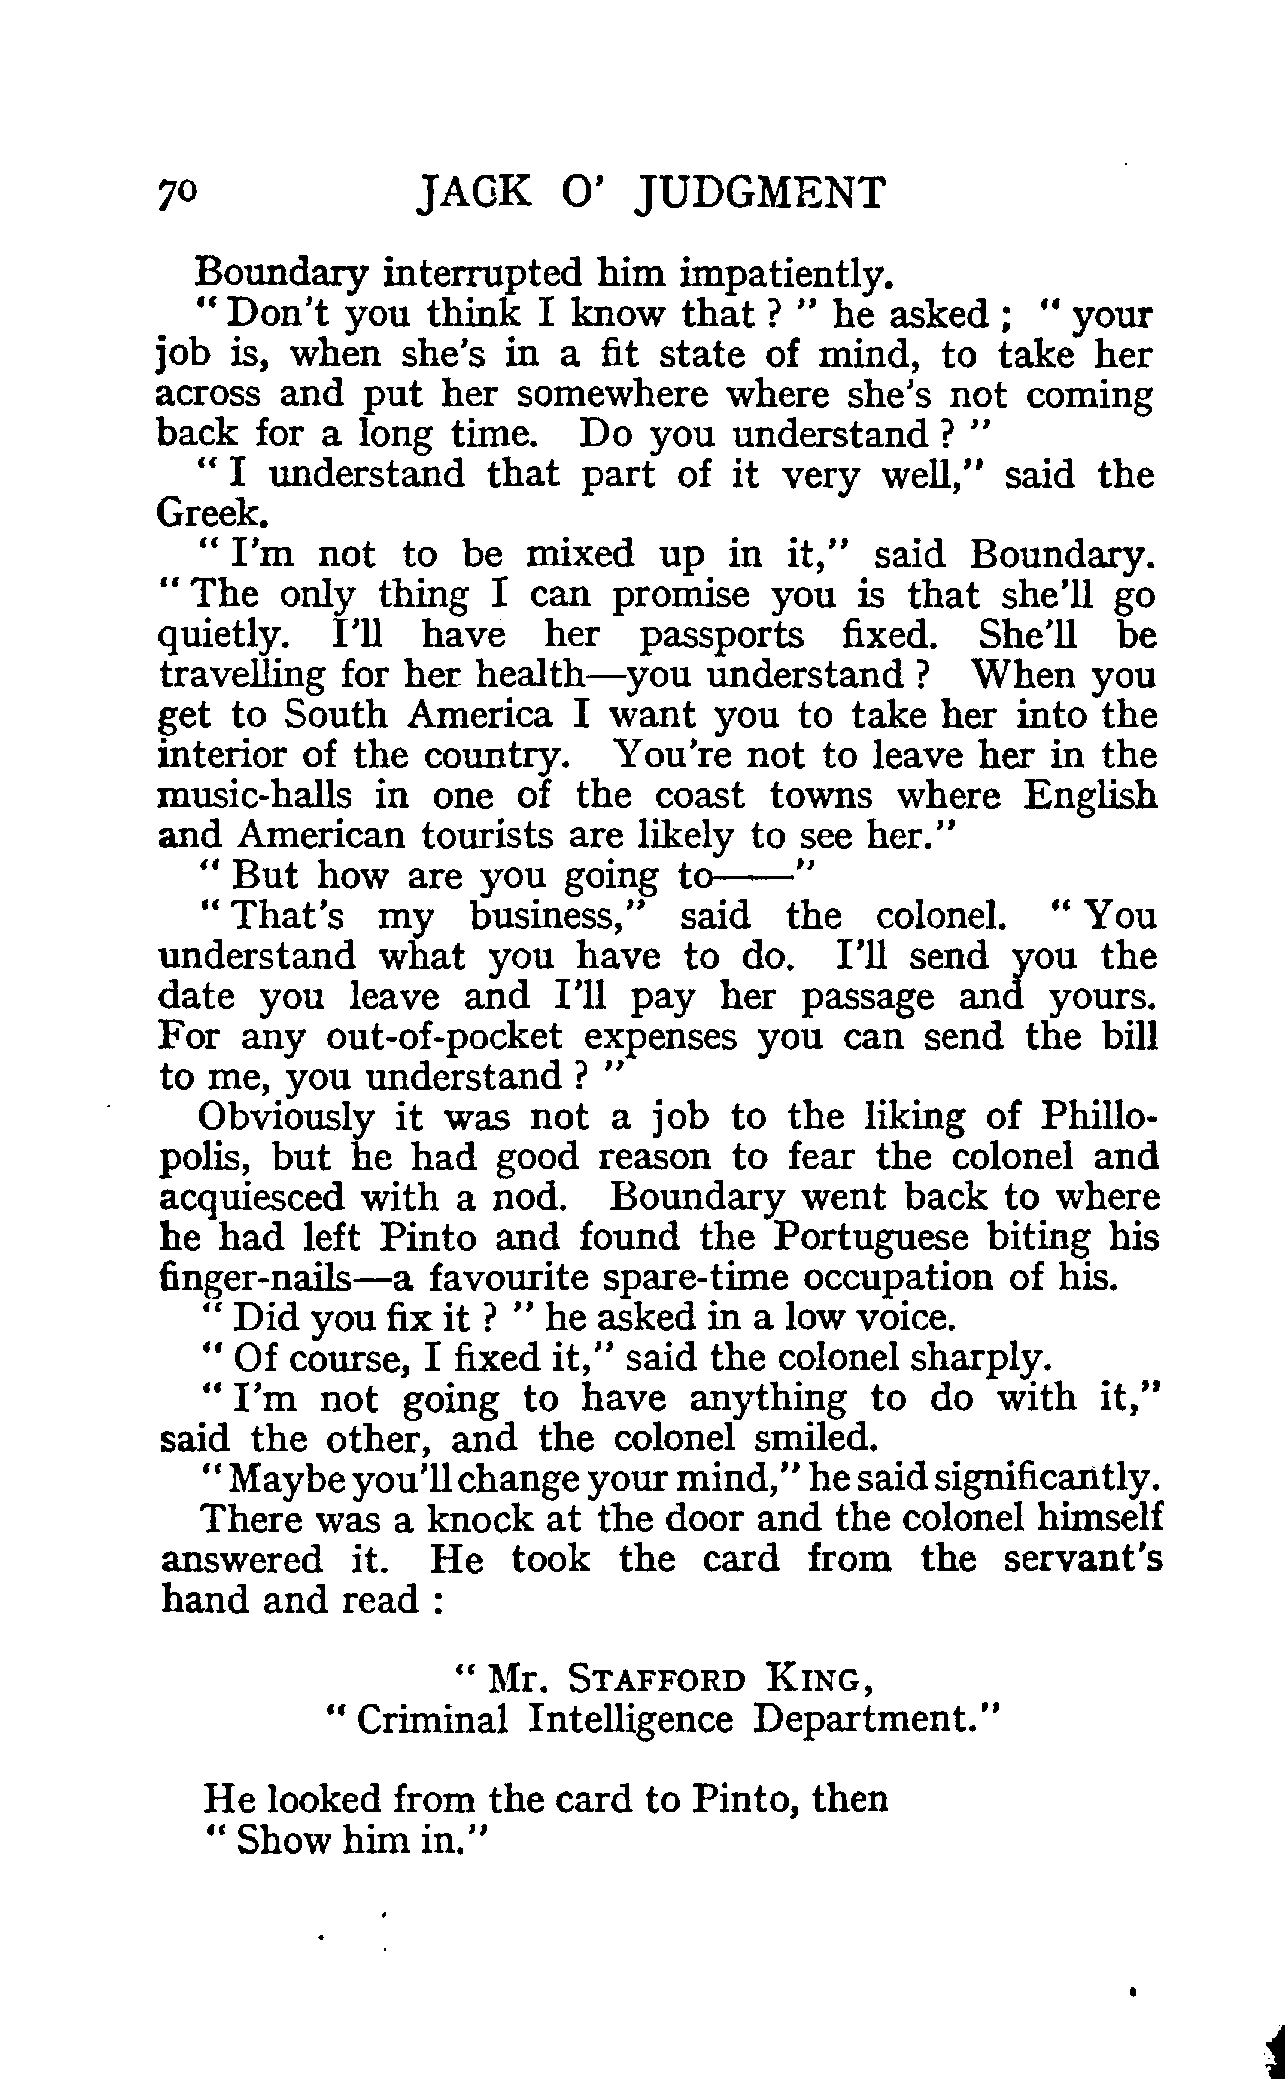 70 JACK O' JUDGMENT
Boundary interrupted him impatiently.
" Don't you think I know that ? " he asked ; " your
job is, when she's in a fit state of mind, to take her
across and put her somewhere where she's not coming
back for a long time. Do you understand ? "
" I understand that part of it very well," said the
Greek.
" I'm not to be mixed up in it," said Boundary.
" The only thing I can promise you is that she'll go
quietly. I'll have her passports fixed. She'll be
travelling for her health—you understand ? When you
get to South America I want you to take her into the
interior of the country. You're not to leave her in the
music-halls in one of the coast towns where English
and American tourists are likely to see her."
" But how are you going to——"
" That's my business," said the colonel. " You
understand what you have to do. I'll send you the
date you leave and I'll pay her passage and yours.
For any out-of-pocket expenses you can send the bill
to me, you understand ? "
Obviously it was not a job to the liking of Phillo-
polis, but he had good reason to fear the colonel and
acquiesced with a nod. Boundary went back to where
he had left Pinto and found the Portuguese biting his
finger-nails—a favourite spare-time occupation of his.
" Did you fix it ? " he asked in a low voice.
" Of course, I fixed it," said the colonel sharply.
" I'm not going to have anything to do with it,"
said the other, and the colonel smiled.
" Maybe you'll change your mind," he said significantly.
There was a knock at the door and the colonel himself
answered it. He took the card from the servant's
hand and read :
" Mr. STAFFORD KING,
" Criminal Intelligence Department."
He looked from the card to Pinto, then
" Show him in."